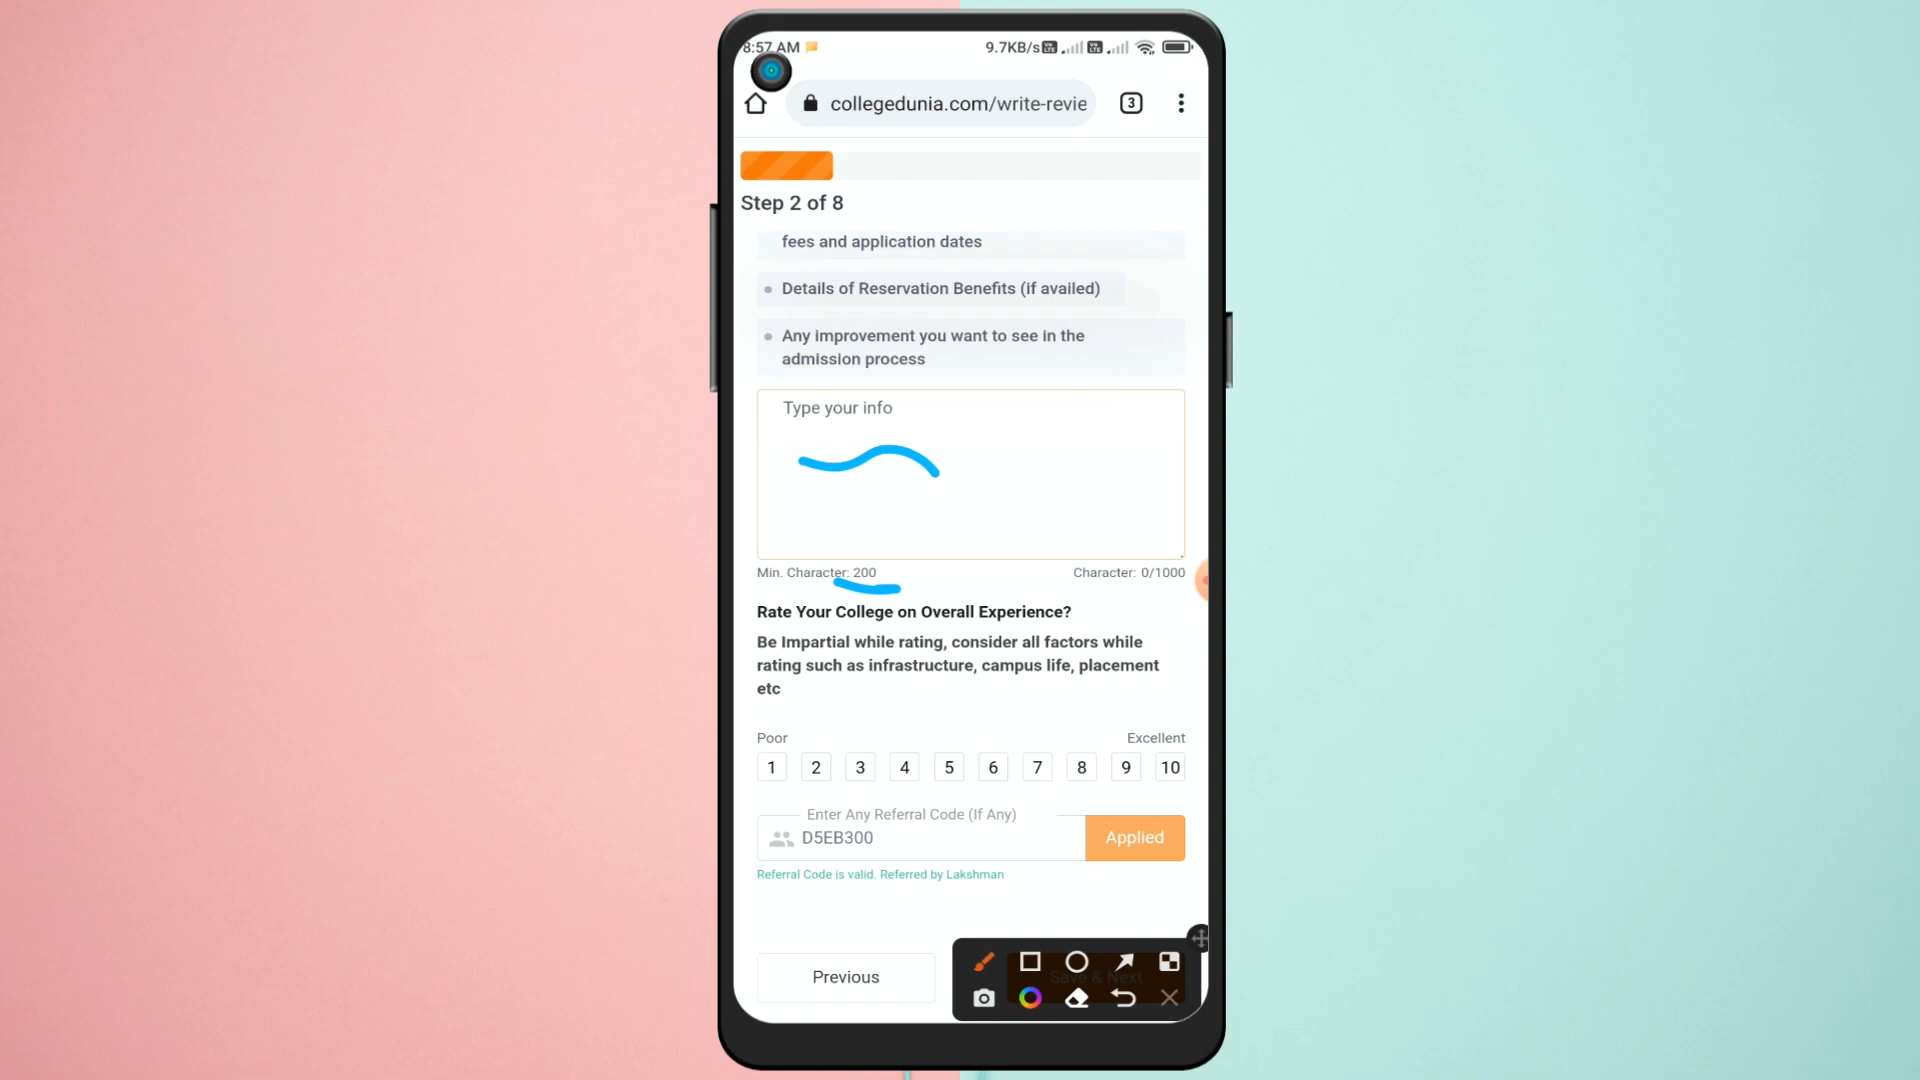 8:57 AM
9.7KB/s
collegedunia.com/write-revie
3
Step 2 of 8
fees and application dates
Details of Reservation Benefits (if availed)
Any improvement you want to see in the
admission process
Type your info
Min. Character: 200
Character: 0/1000
Rate Your College on Overall Experience?
Be Impartial while rating, consider all factors while
rating such as infrastructure, campus life, placement
etc
Poor
Excellent
1 2 3 4 5 6 7 8 9 10
Enter Any Referral Code (If Any)
D5EB300
Applied
Referral Code is valid. Referred by Lakshman
Previous
Save & Next